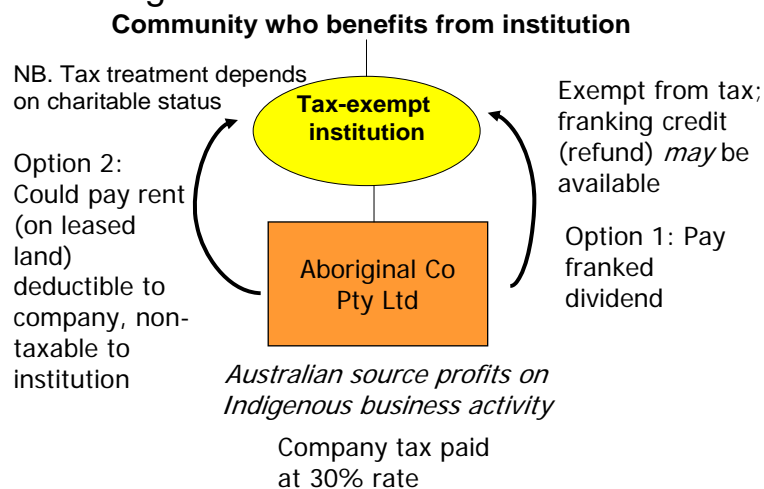 Community who benefits from institution
NB. Tax treatment depends
on charitable status
Tax-exempt
institution
Exempt from tax;
franking credit
(refund) may be
available
Option 2:
Could pay rent
(on leased
land)
deductible to
company, non-
taxable to
institution
Option 1: Pay
franked
dividend
Aboriginal Co
Pty Ltd
Australian source profits on
Indigenous business activity
Company tax paid
at 30% rate